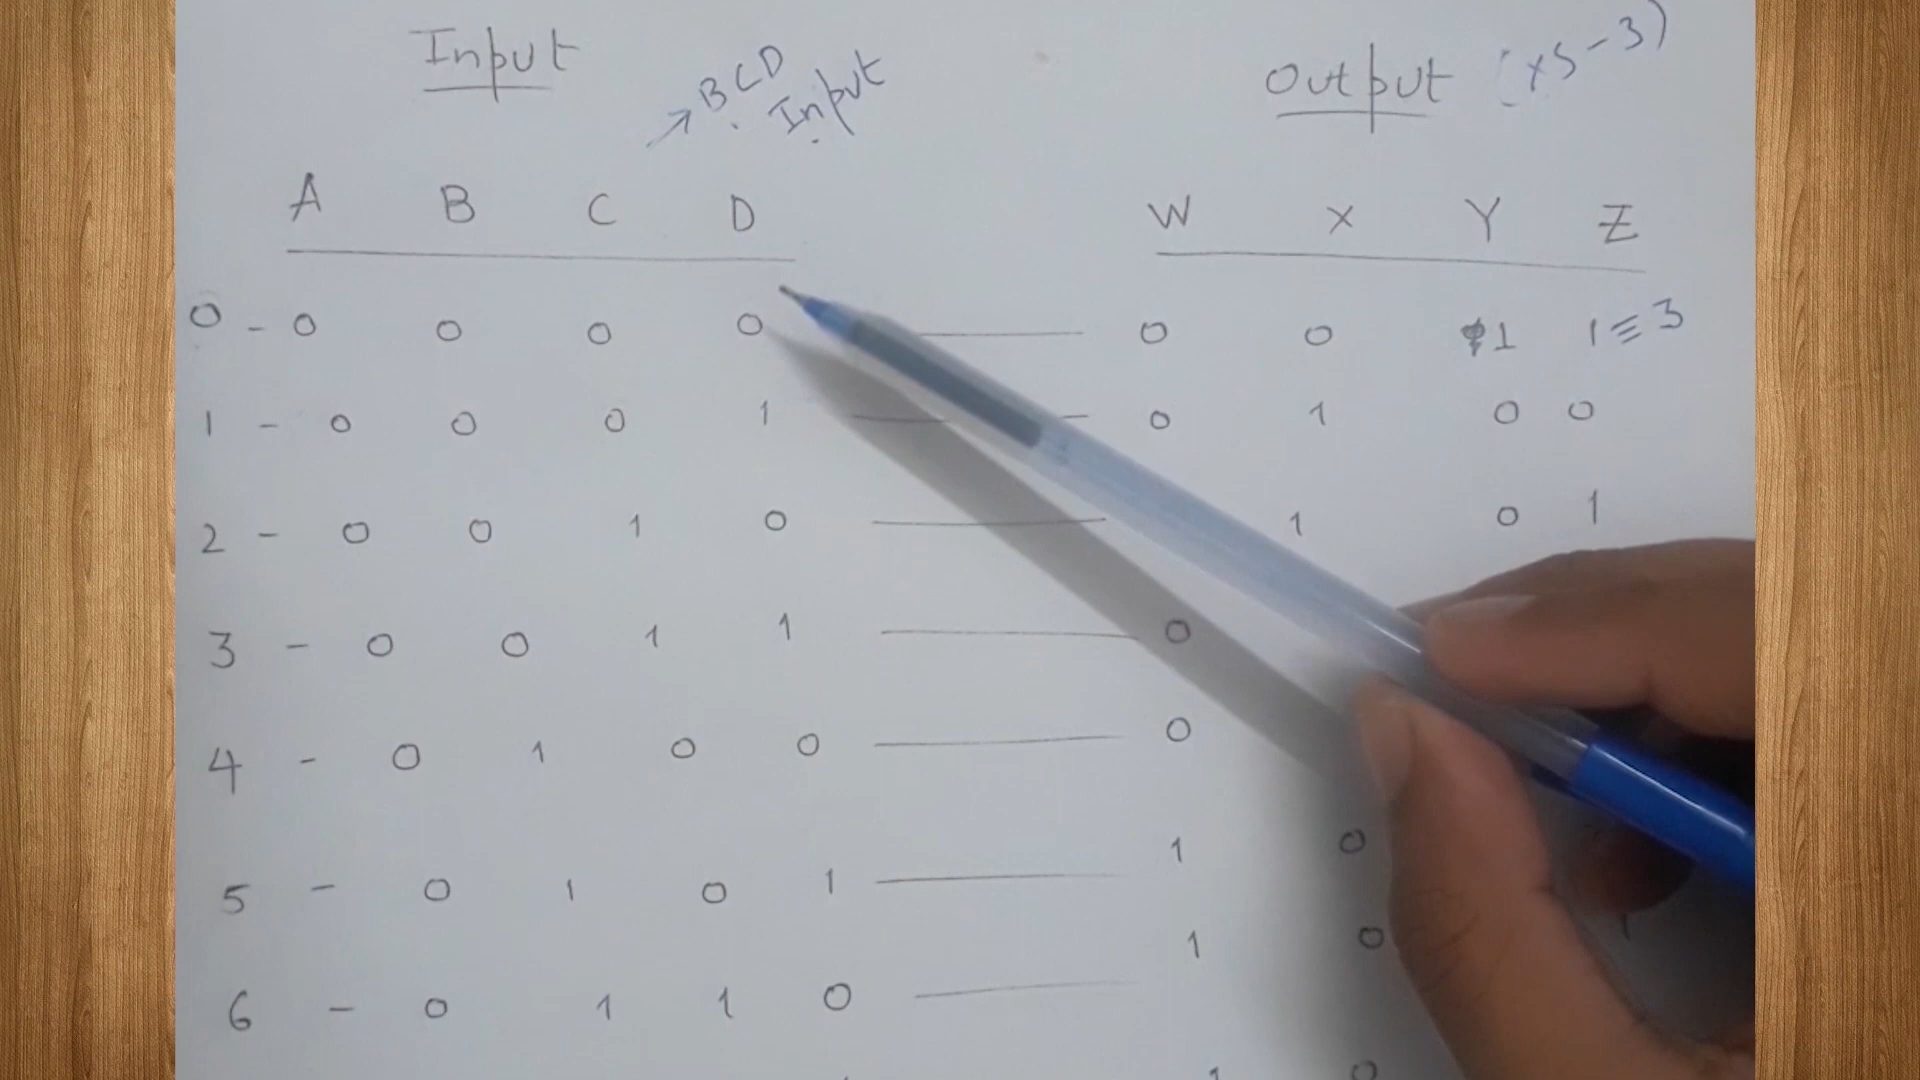 Input → BCD Input Output (XS-3)
A B C D W X Y Z
0 - 0 0 0 0 0 0 1 1 ≡ 3
1 - 0 0 0 1 0 1 0 0
2 - 0 0 1 0 1 0 1
3 - 0 0 1 1 0
4 - 0 1 0 0 0
5 - 0 1 0 1 1 0
6 - 0 1 1 0 1 0